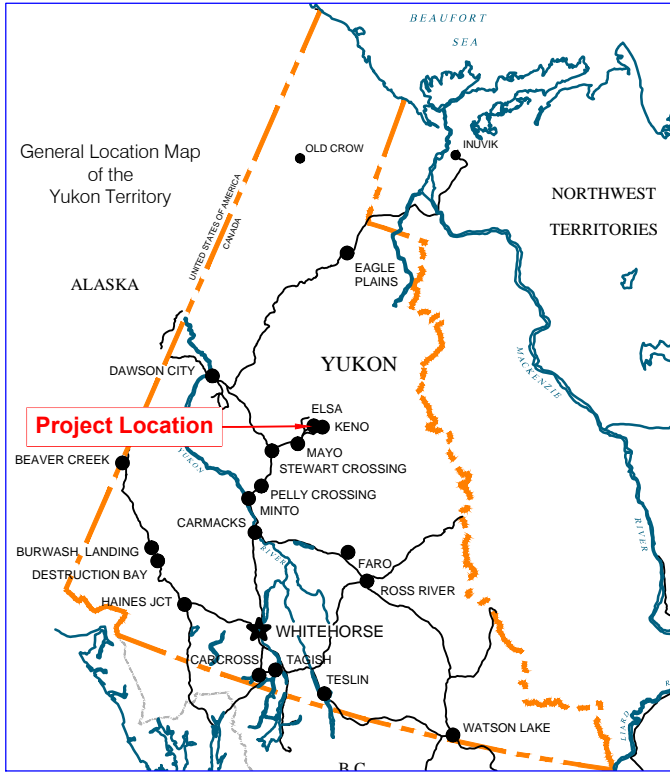 BEAUFORT
SEA
General Location Map
of the
Yukon Territory
OLD CROW
INUVIK
UNITED STATES OF AMERICA
CANADA
NORTHWEST
TERRITORIES
EAGLE
PLAINS
ALASKA
DAWSON CITY
YUKON
MACKENZIE
ELSA
Project Location
KENO
MAYO
BEAVER CREEK
YUKON
STEWART CROSSING
PELLY CROSSING
MINTO
RIVER
CARMACKS
RIVER
BURWASH LANDING
FARO
DESTRUCTION BAY
ROSS RIVER
HAINES JCT
WHITEHORSE
CARCROSS
TAGISH
TESLIN
WATSON LAKE
LIARD
B.C.